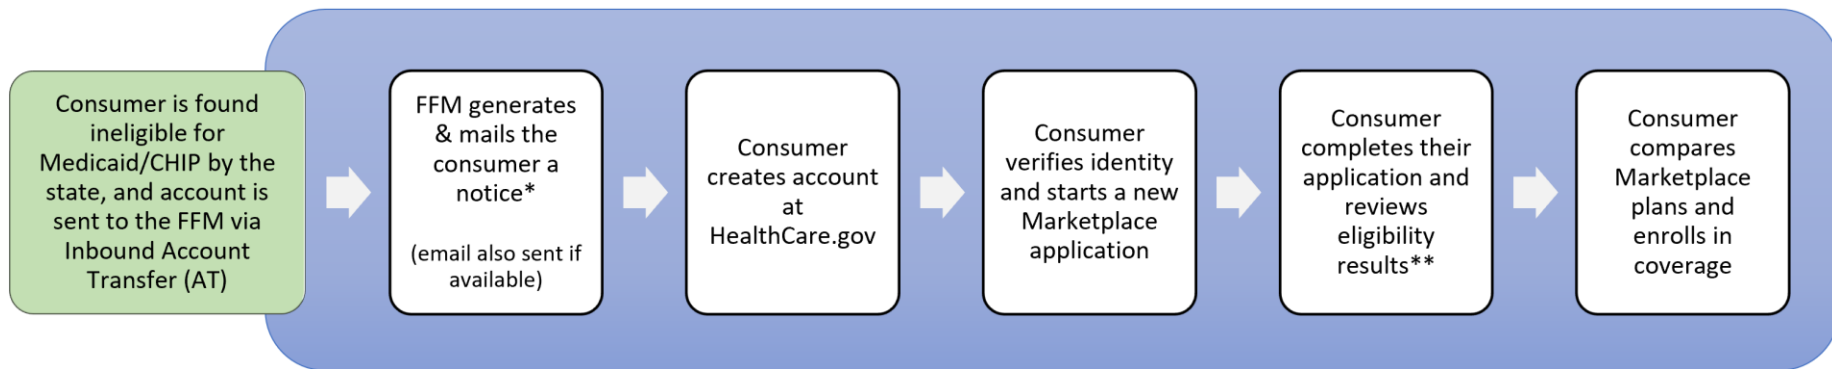 Consumer is found
ineligible for
Medicaid/CHIP by the
state, and account is
sent to the FFM via
Inbound Account
Transfer (AT)
FFM generates
& mails the
consumer a
notice*
(email also sent if
available)
Consumer
creates account
at
HealthCare.gov
Consumer
verifies identity
and starts a new
Marketplace
application
Consumer
completes their
application and
reviews
eligibility
results**
Consumer
compares
Marketplace
plans and
enrolls in
coverage